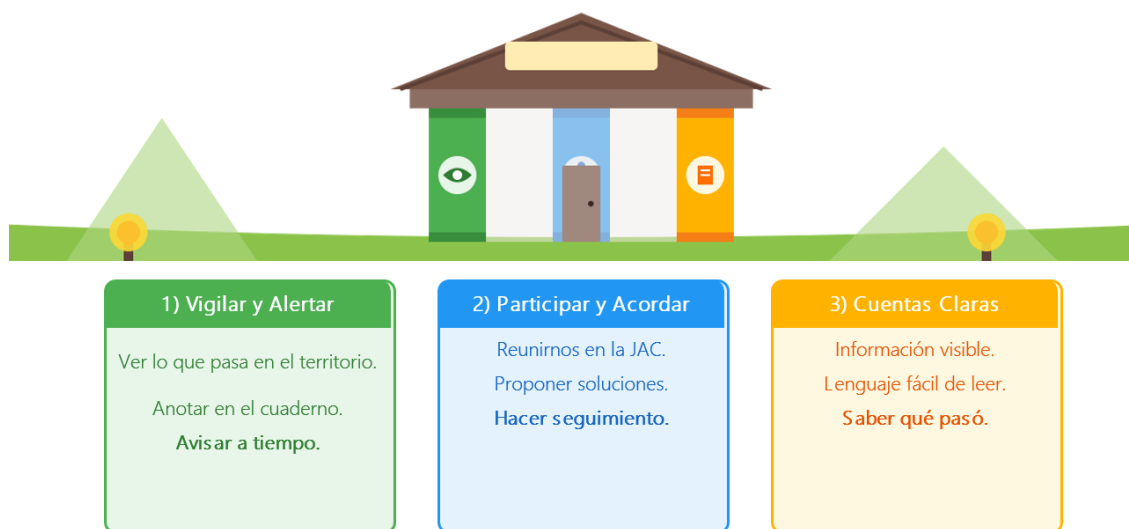 1) Vigilar y Alertar
Ver lo que pasa en el territorio.
Anotar en el cuaderno.
Avisar a tiempo.
2) Participar y Acordar
Reunirnos en la JAC.
Proponer soluciones.
Hacer seguimiento.
3) Cuentas Claras
Información visible.
Lenguaje fácil de leer.
Saber qué pasó.